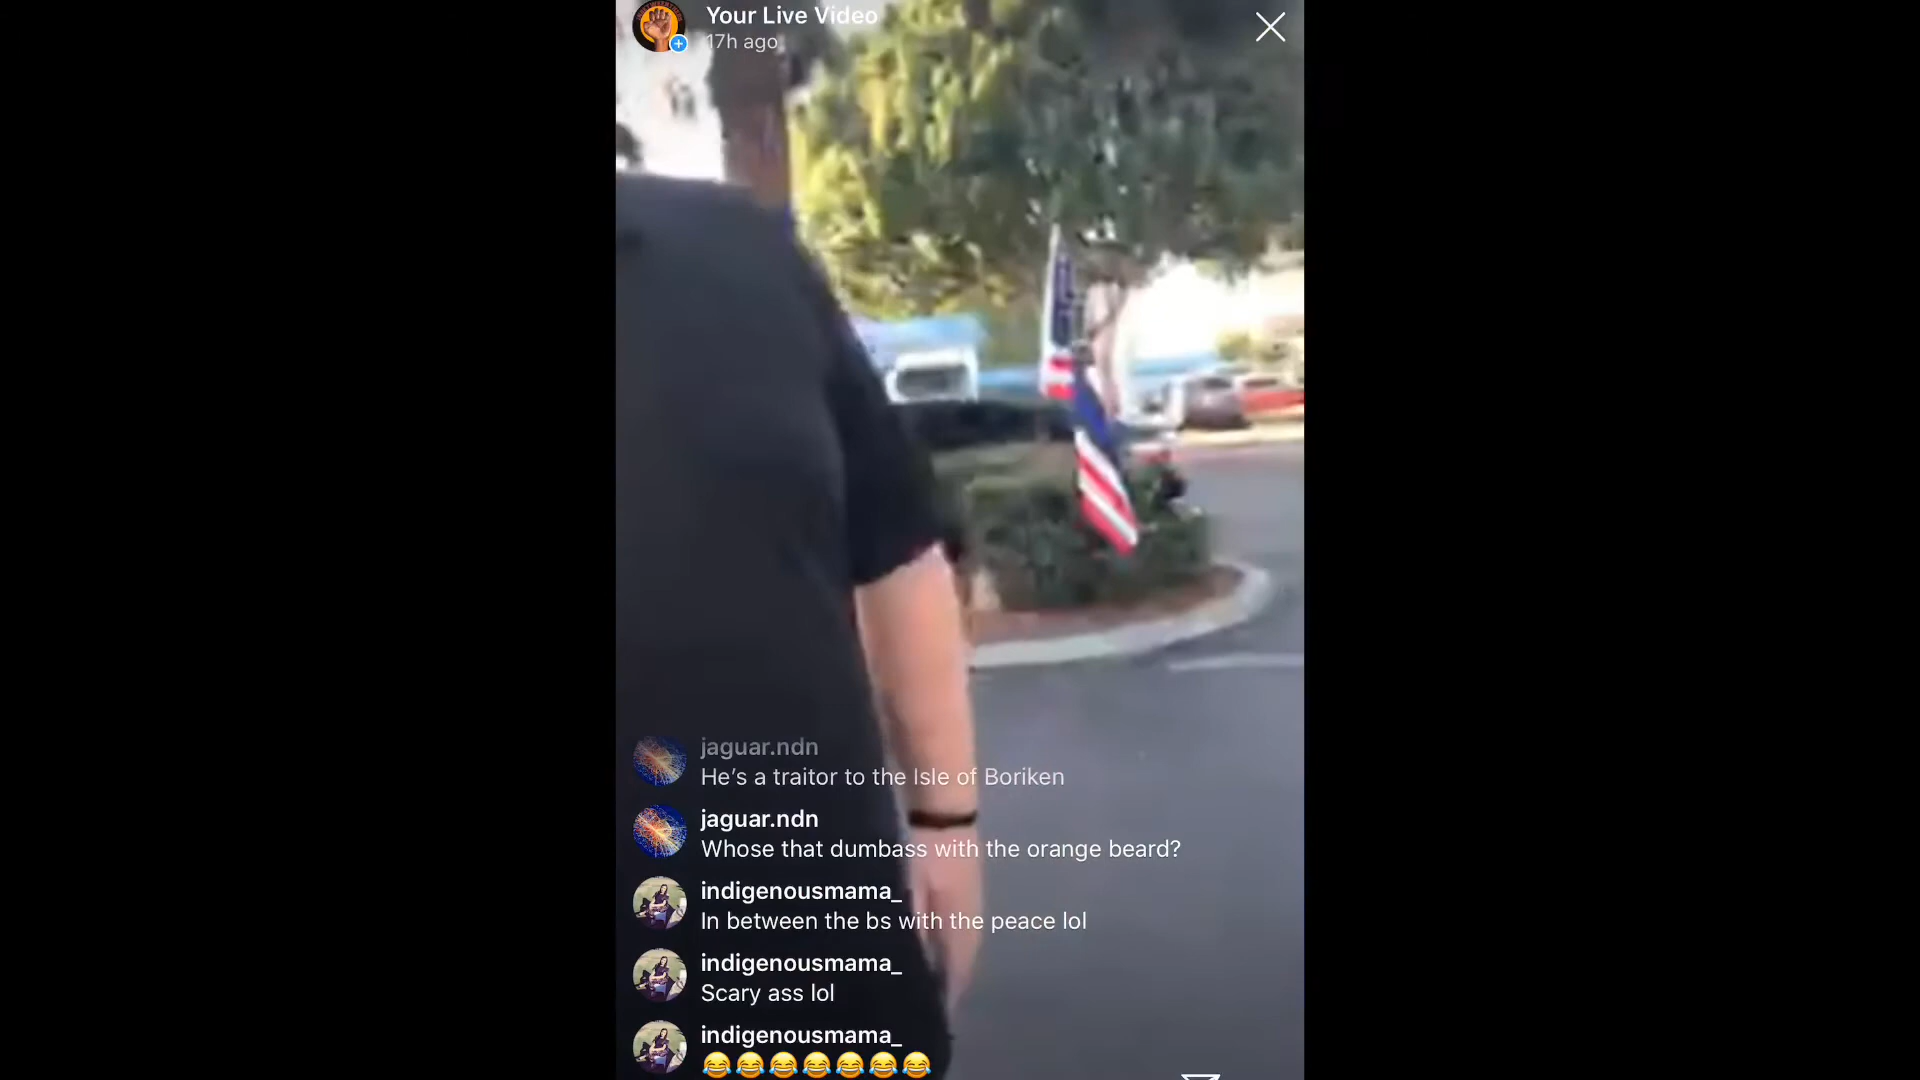 Your Live Video
17h ago
jaguar.ndn
He's a traitor to the Isle of Boriken
jaguar.ndn
Whose that dumbass with the orange beard?
indigenousmama_
In between the bs with the peace lol
indigenousmama_
Scary ass lol
indigenousmama_
😂😂😂😂😂😂😂